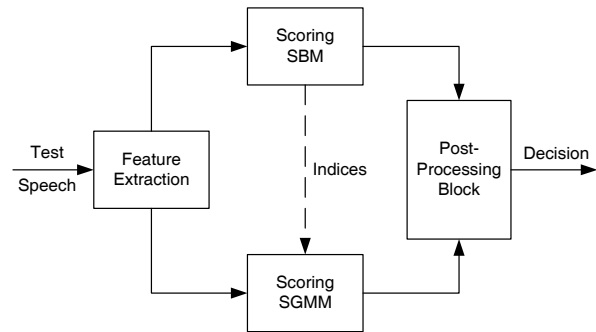 Scoring
SBM
Test
Speech
Feature
Extraction
Indices
Post-
Processing
Block
Decision
Scoring
SGMM